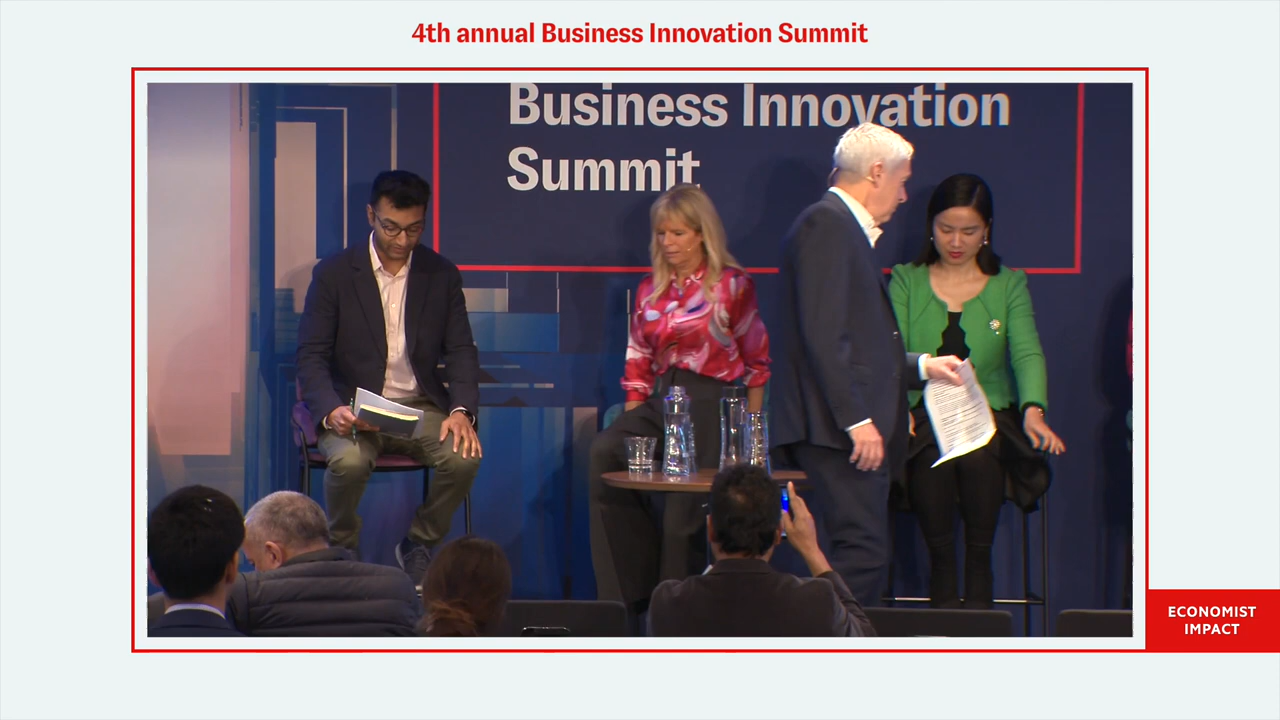 4th annual Business Innovation Summit
Business Innovation
Summit
ECONOMIST
IMPACT